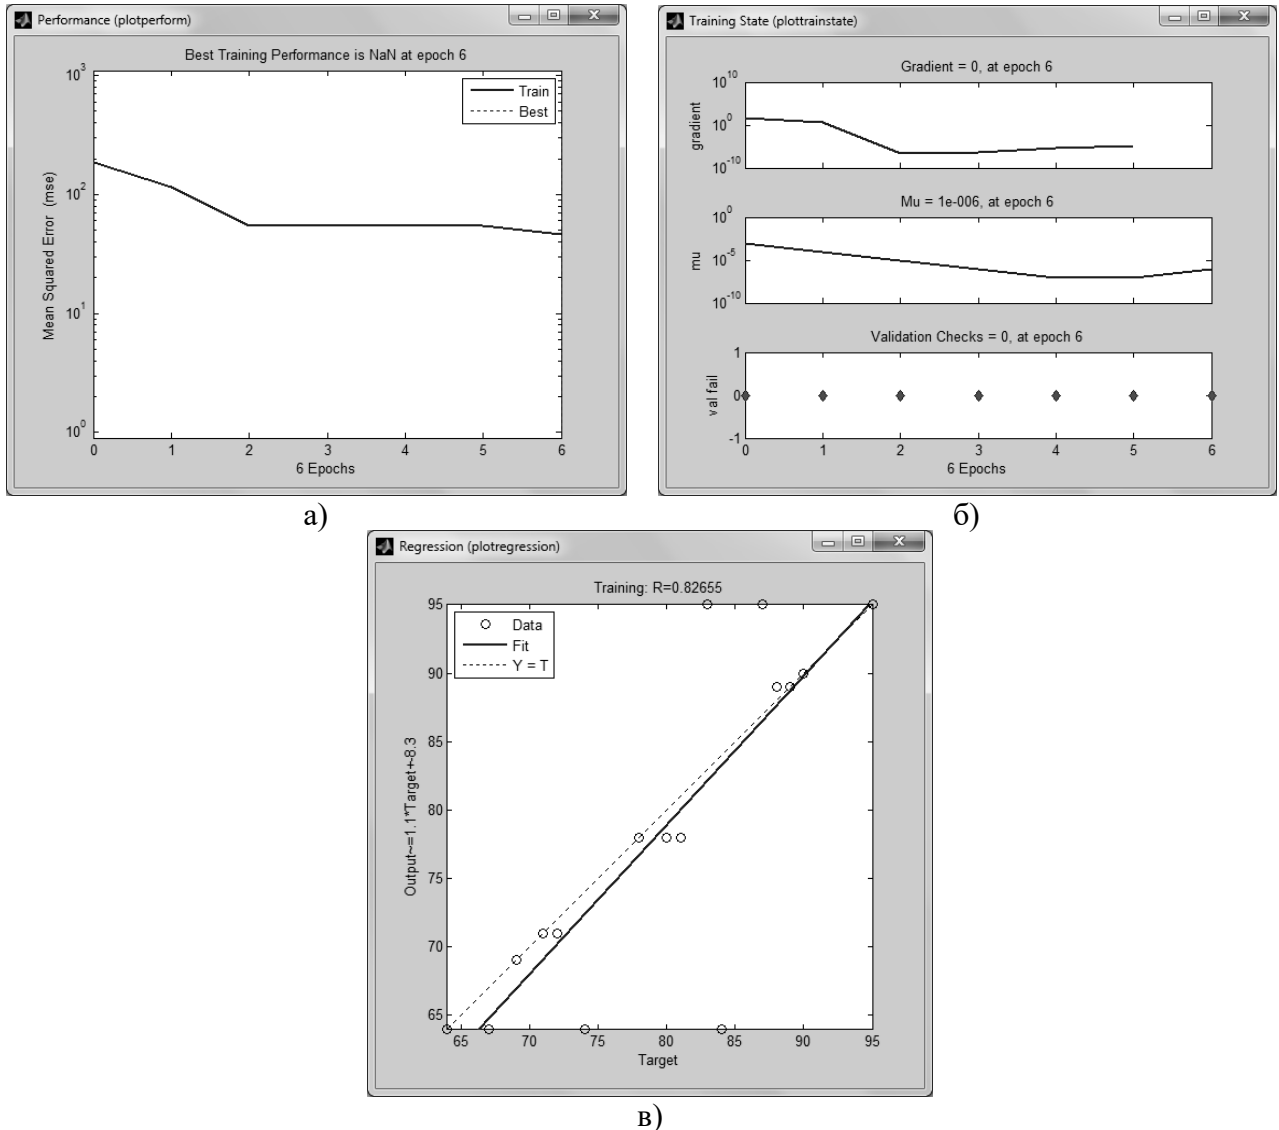 Performance (plotperform)
Best Training Performance is NaN at epoch 6
Mean Squared Error (mse)
10^3
10^2
10^1
10^0
Train
Best
0 1 2 3 4 5 6
6 Epochs
а)
Training State (plottrainstate)
Gradient = 0, at epoch 6
gradient
10^10
10^0
10^-10
Mu = 1e-006, at epoch 6
mu
10^0
10^-5
10^-10
Validation Checks = 0, at epoch 6
val fail
1
0
-1
0 1 2 3 4 5 6
6 Epochs
б)
Regression (plotregression)
Training: R=0.82655
Output~=1.1*Target+-8.3
95
90
85
80
75
70
65
Data
Fit
Y = T
65 70 75 80 85 90 95
Target
в)